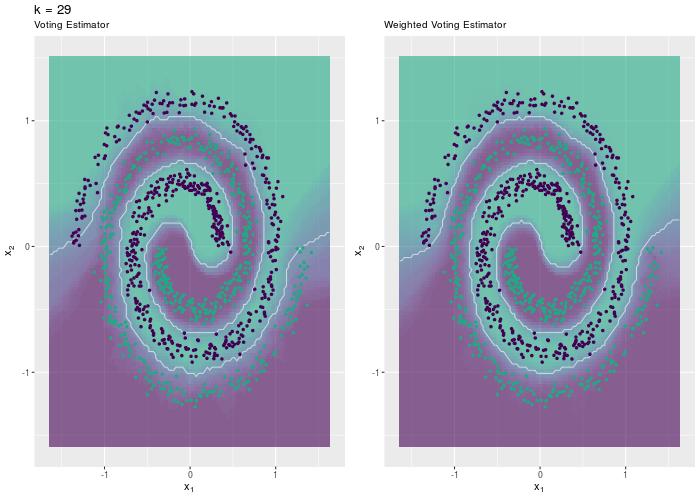 k = 29
Voting Estimator
Weighted Voting Estimator
1
0
-1
x₂
-1
0
1
x₁
1
0
-1
x₂
-1
0
1
x₁